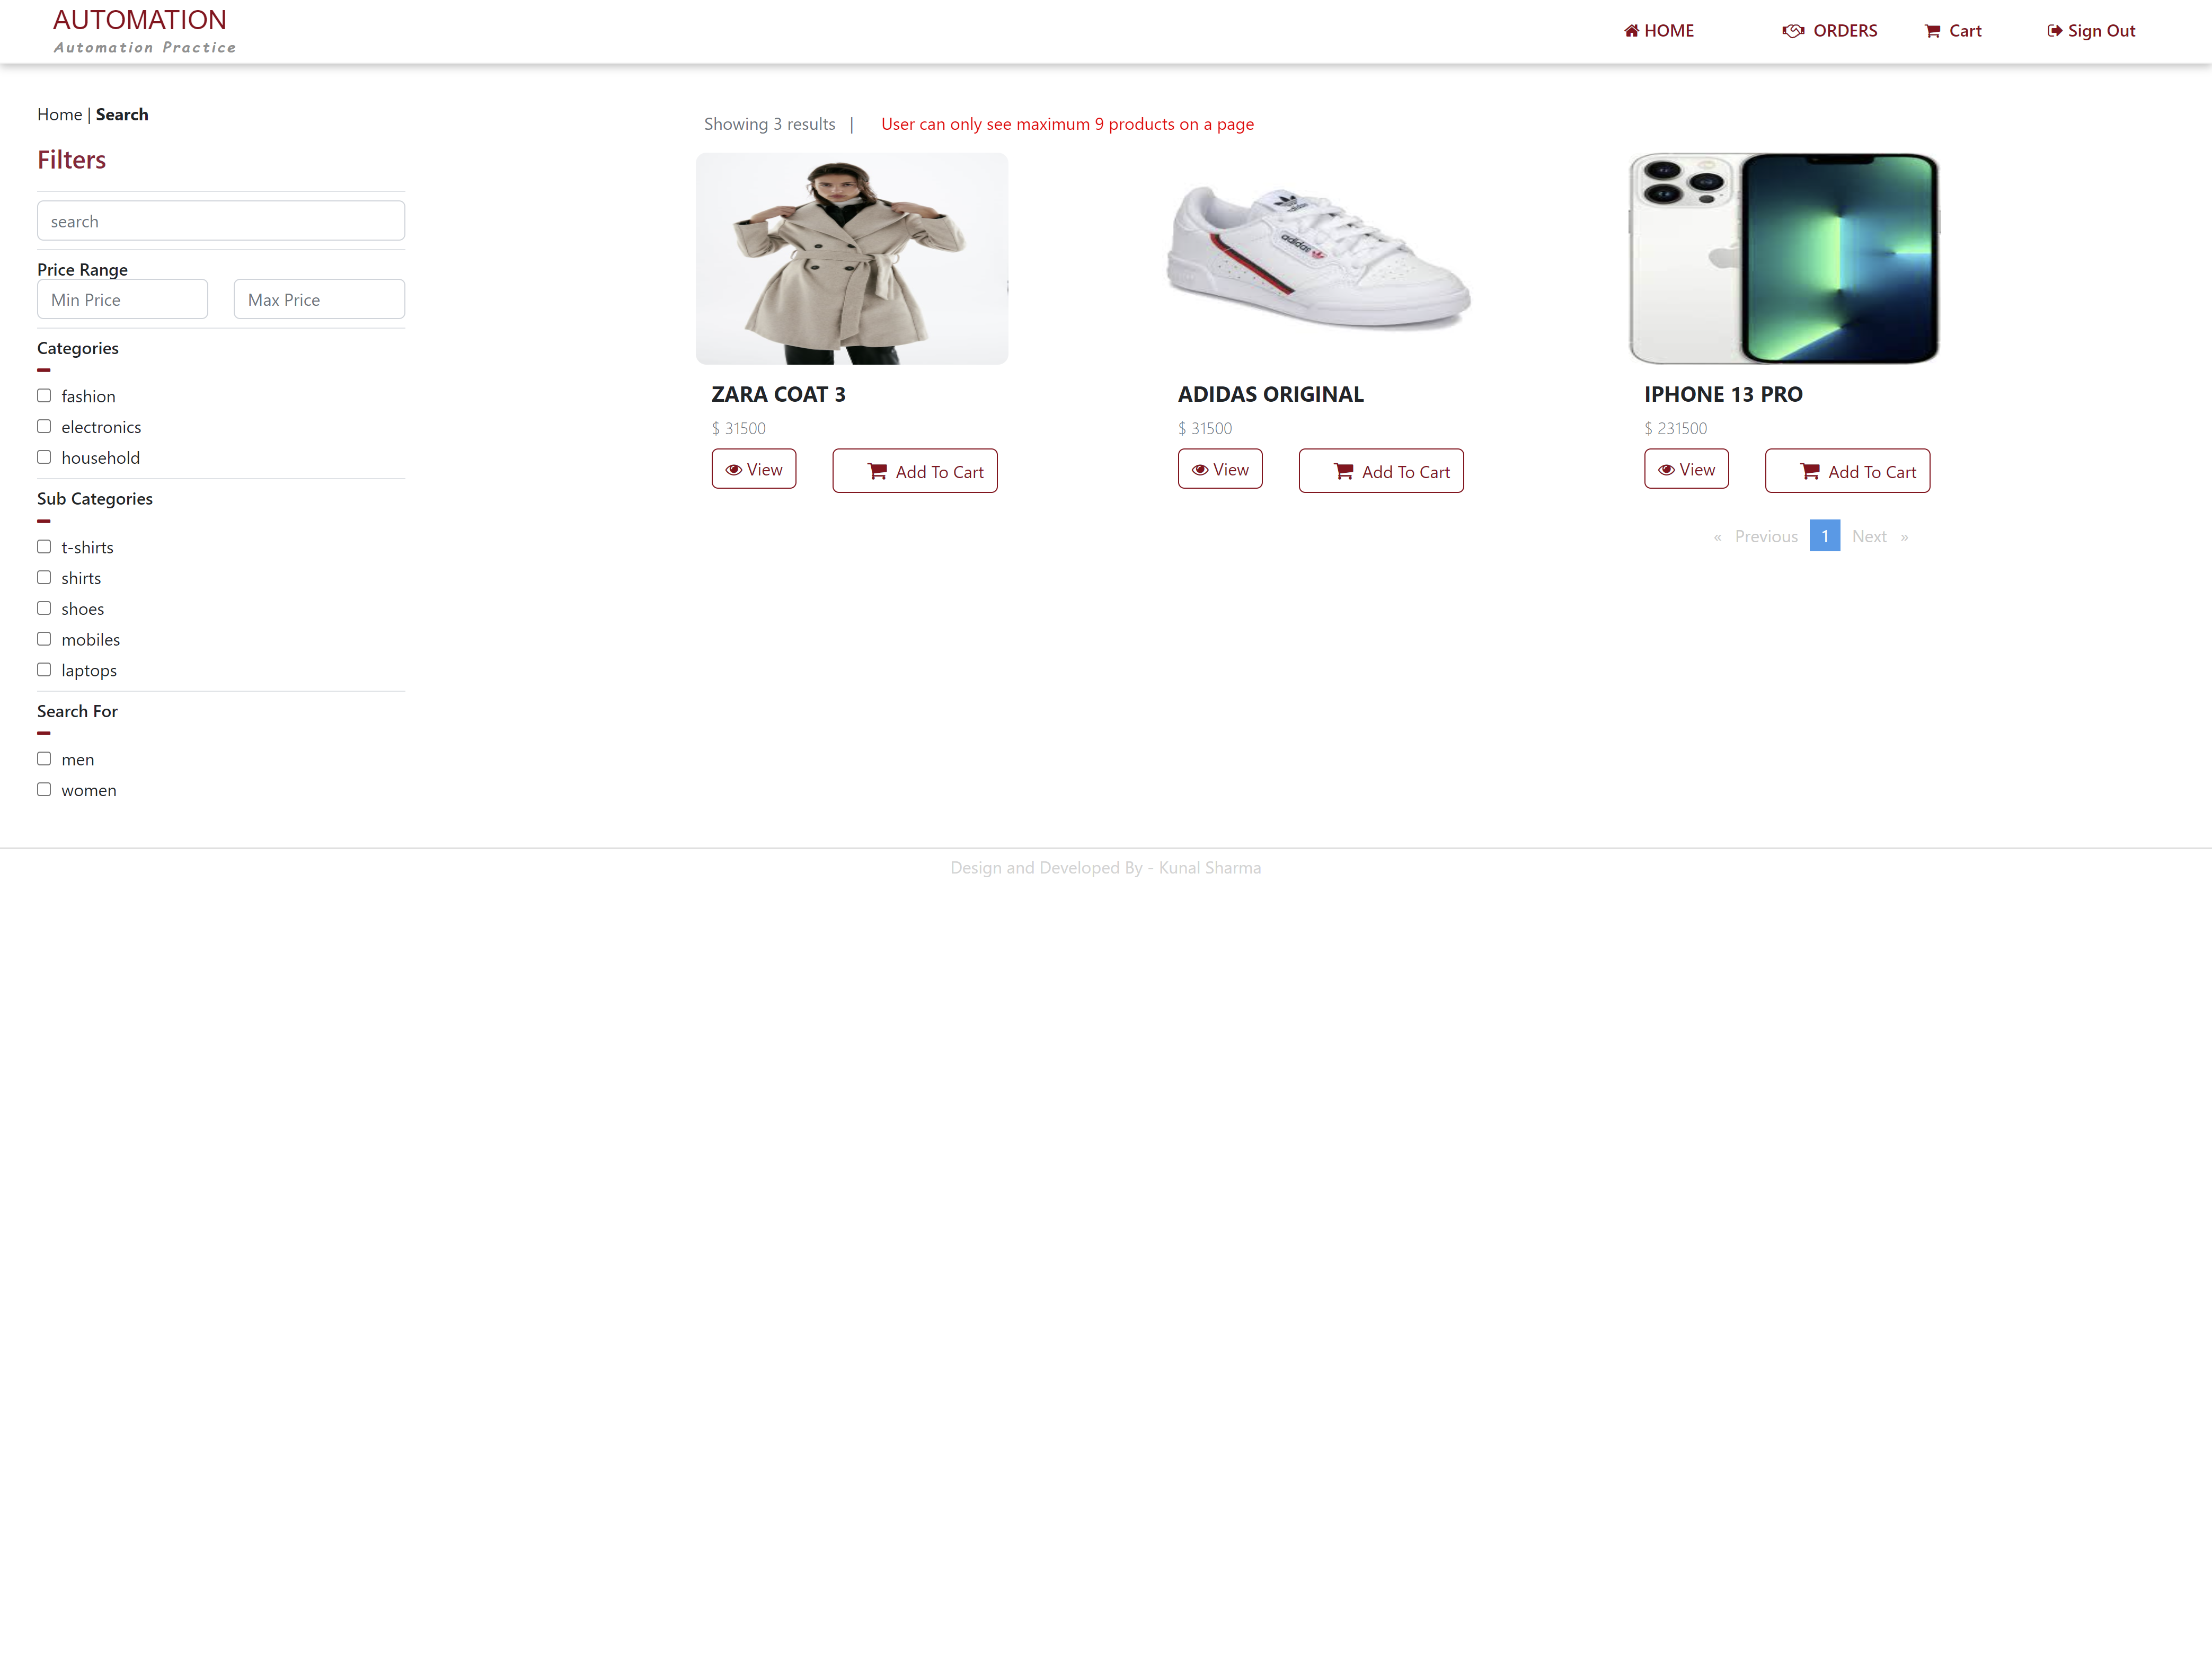 AUTOMATION
Automation Practice
HOME
ORDERS
Cart
Sign Out
Home | Search
Filters
search
Price Range
Min Price
Max Price
Categories
fashion
electronics
household
Sub Categories
t-shirts
shirts
shoes
mobiles
laptops
Search For
men
women
Showing 3 results |
User can only see maximum 9 products on a page
ZARA COAT 3
$ 31500
View
Add To Cart
adidas
ADIDAS ORIGINAL
$ 31500
View
Add To Cart
IPHONE 13 PRO
$ 231500
View
Add To Cart
« Previous 1 Next »
Design and Developed By - Kunal Sharma